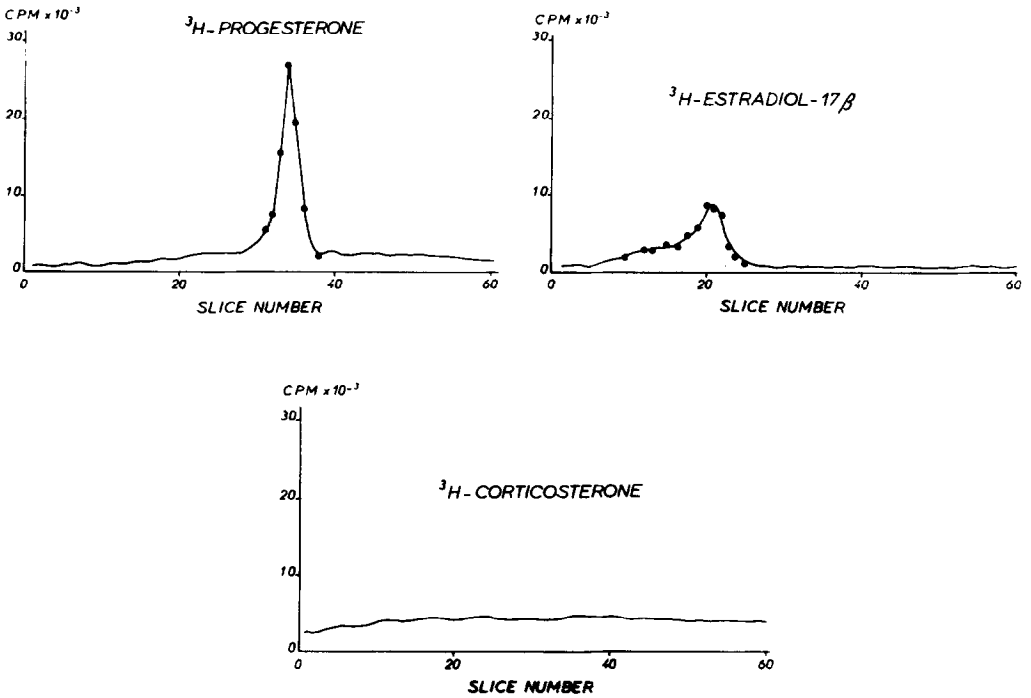 CPM x 10⁻³
³H-PROGESTERONE
30
20
10
0
0 20 40 60
SLICE NUMBER
CPM x 10⁻³
³H-ESTRADIOL-17β
30
20
10
0
0 20 40 60
SLICE NUMBER
CPM x 10⁻³
³H-CORTICOSTERONE
30
20
10
0
0 20 40 60
SLICE NUMBER